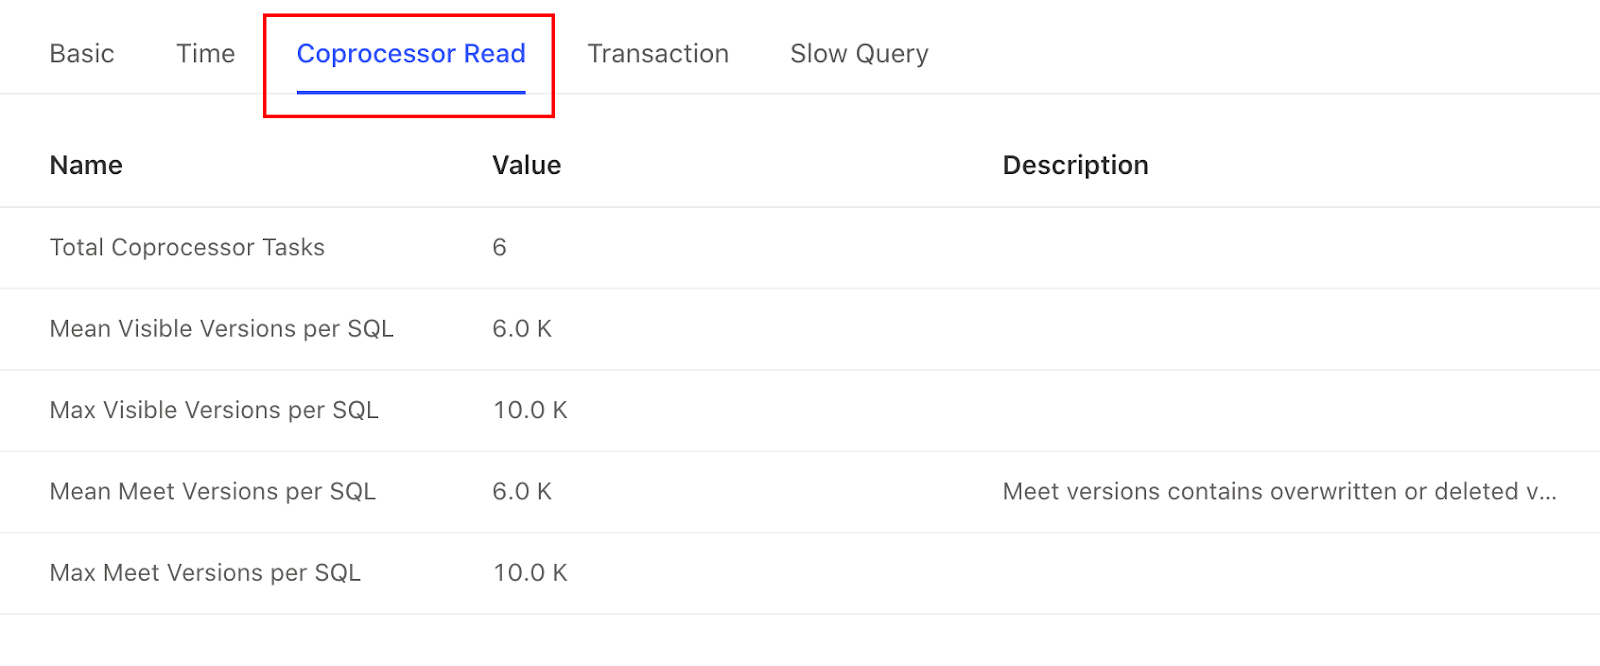 Basic Time Coprocessor Read Transaction Slow Query
Name Value Description
Total Coprocessor Tasks 6
Mean Visible Versions per SQL 6.0 K
Max Visible Versions per SQL 10.0 K
Mean Meet Versions per SQL 6.0 K Meet versions contains overwritten or deleted v...
Max Meet Versions per SQL 10.0 K